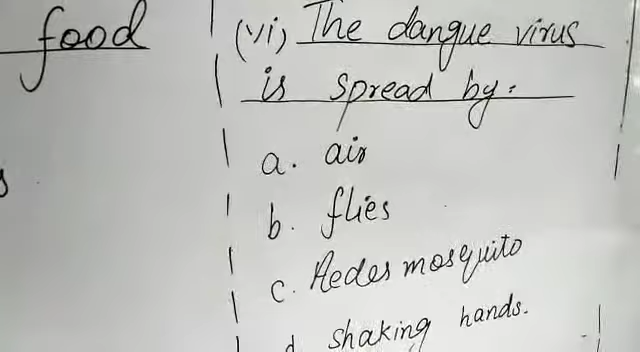 food
(vi) The dangue virus
is spread by:
a. air
b. flies
c. Aedes mosquito
d. shaking hands.